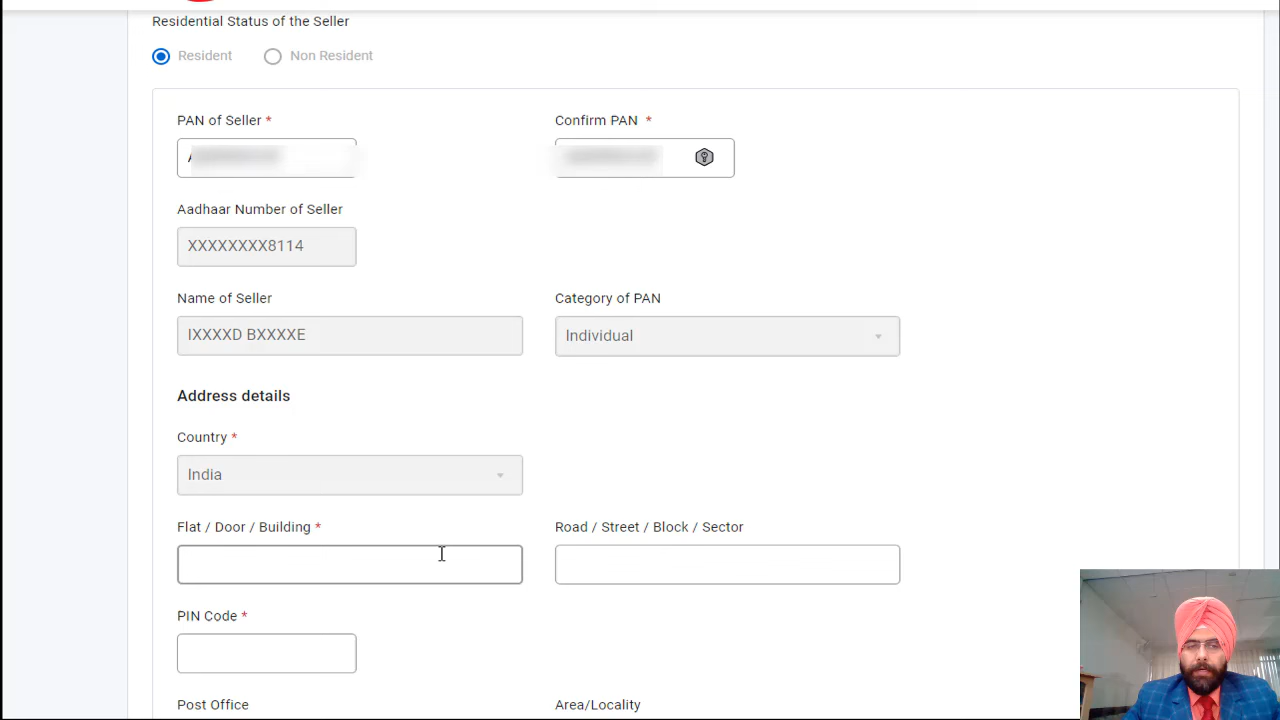 Residential Status of the Seller
Resident Non Resident
PAN of Seller * Confirm PAN *
Aadhaar Number of Seller
XXXXXXXX8114
Name of Seller Category of PAN
IXXXXD BXXXXE Individual
Address details
Country *
India
Flat / Door / Building * Road / Street / Block / Sector
PIN Code *
Post Office Area/Locality